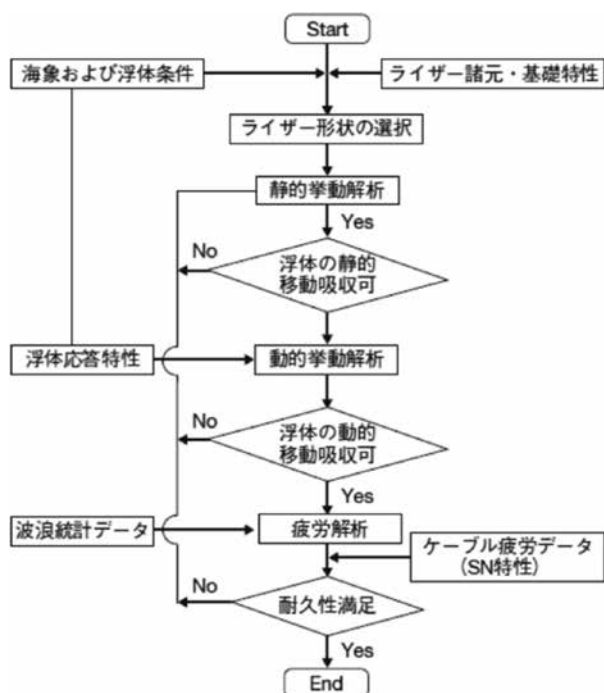 Start
海象および浮体条件
ライザー諸元・基礎特性
ライザー形状の選択
静的挙動解析
Yes
No
浮体の静的
移動吸収可
浮体応答特性
動的挙動解析
No
浮体の動的
移動吸収可
Yes
波浪統計データ
疲労解析
ケーブル疲労データ
（SN特性）
No
耐久性満足
Yes
End